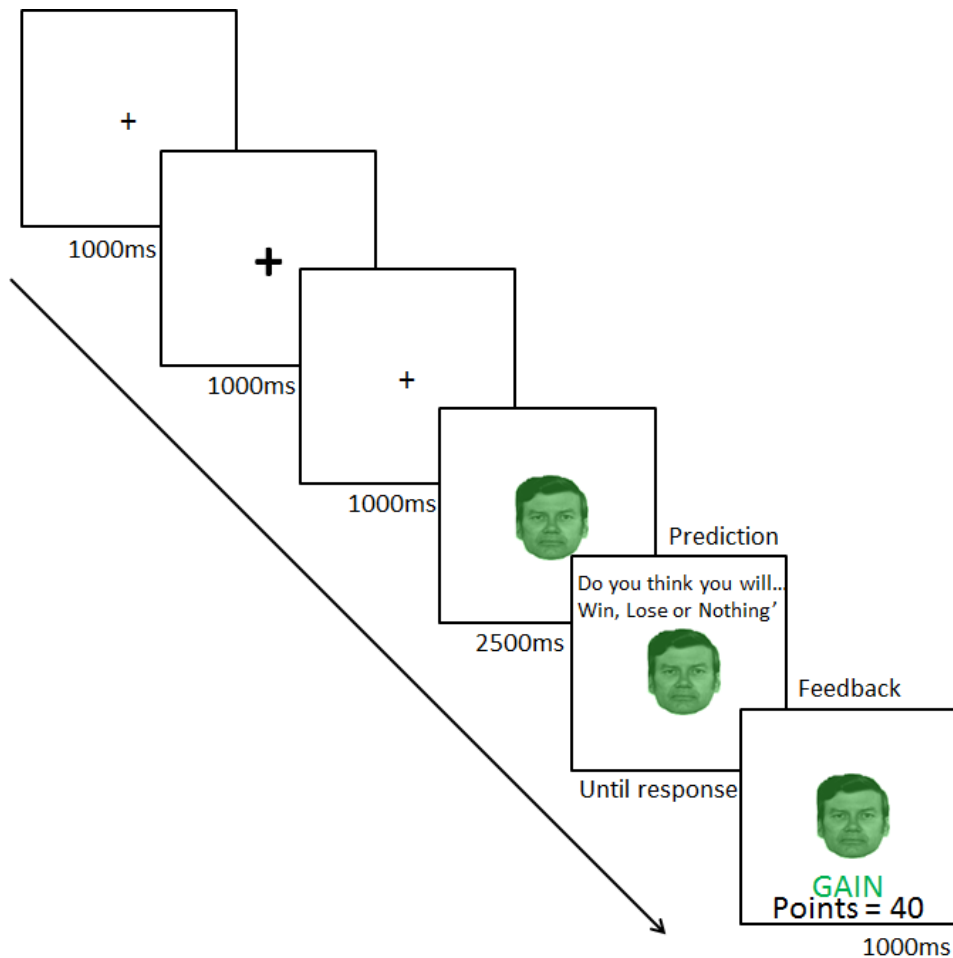 +
1000ms
+
1000ms
+
1000ms
2500ms
Prediction
Do you think you will...
Win, Lose or Nothing’
Until response
Feedback
GAIN
Points = 40
1000ms